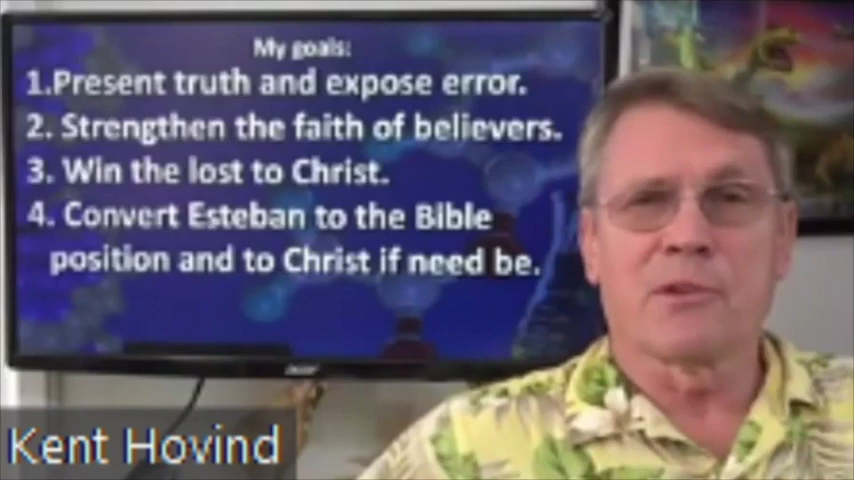 My goals:
1.Present truth and expose error.
2. Strengthen the faith of believers.
3. Win the lost to Christ.
4. Convert Esteban to the Bible
position and to Christ if need be.
acer
Kent Hovind